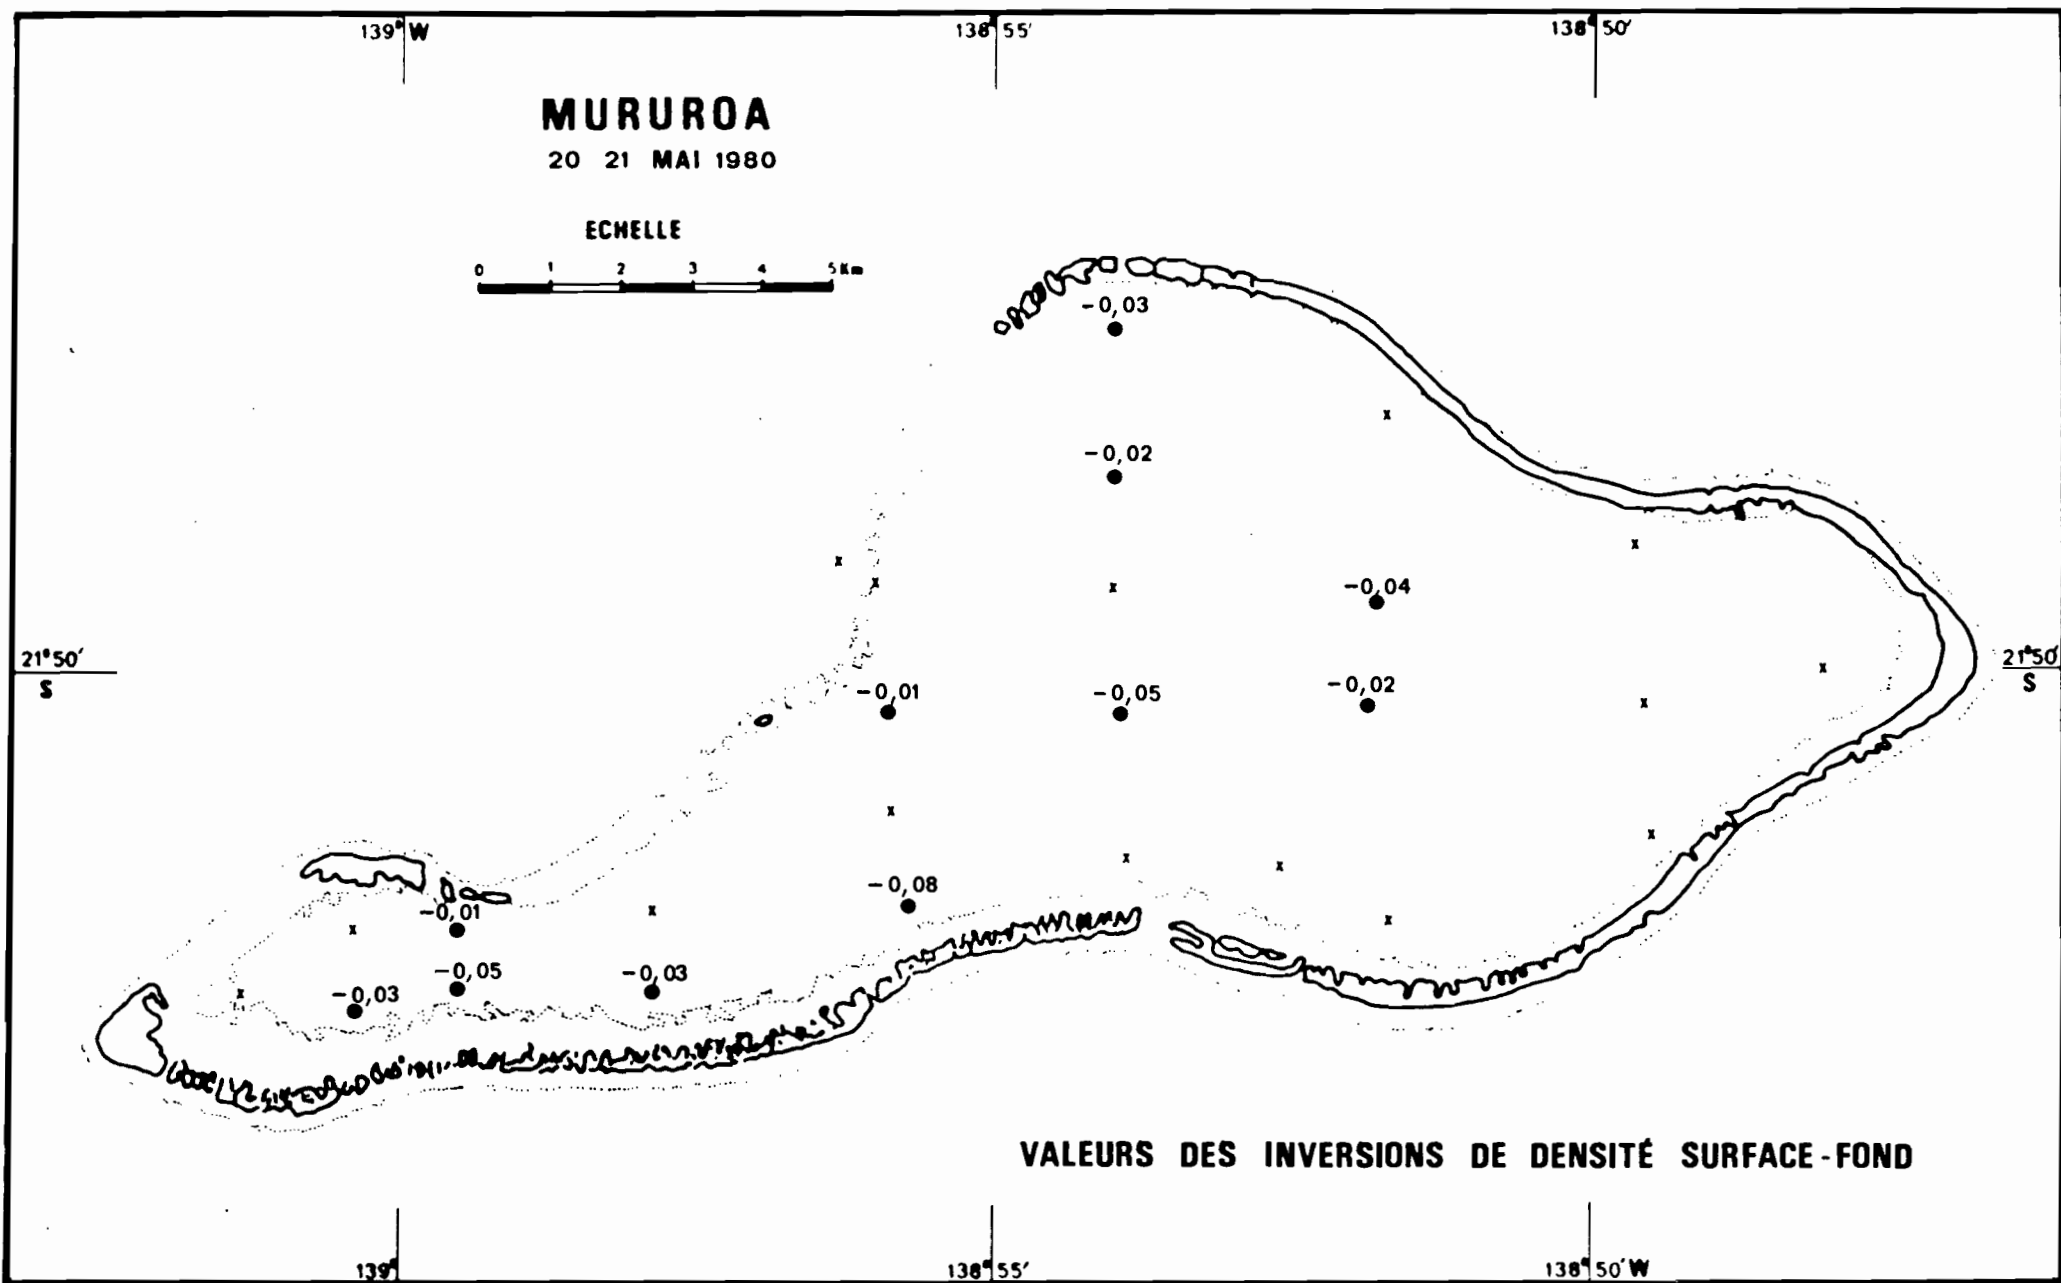 139° W 138° 55′ 138° 50′
MURUROA
20 21 MAI 1980
ECHELLE
0 1 2 3 4 5 Km
-0,03
-0,02
-0,04
21° 50′ 21° 50′
S S
-0,01 -0,05 -0,02
-0,08
-0,01
-0,05 -0,03
-0,03
VALEURS DES INVERSIONS DE DENSITÉ SURFACE-FOND
139° 138° 55′ 138° 50′ W